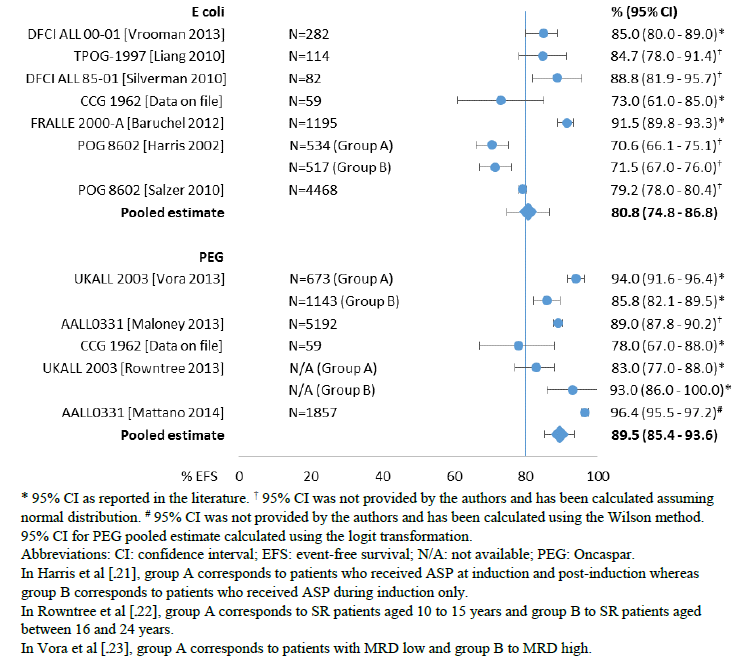 E coli % (95% CI)
DFCI ALL 00-01 [Vrooman 2013] N=282 85.0 (80.0 - 89.0) *
TPOG-1997 [Liang 2010] N=114 84.7 (78.0 - 91.4) †
DFCI ALL 85-01 [Silverman 2010] N=82 88.8 (81.9 - 95.7) †
CCG 1962 [Data on file] N=59 73.0 (61.0 - 85.0) *
FRALLE 2000-A [Baruchel 2012] N=1195 91.5 (89.8 - 93.3) *
POG 8602 [Harris 2002] N=534 (Group A) 70.6 (66.1 - 75.1) †
N=517 (Group B) 71.5 (67.0 - 76.0) †
POG 8602 [Salzer 2010] N=4468 79.2 (78.0 - 80.4) †
Pooled estimate 80.8 (74.8 - 86.8)
PEG
UKALL 2003 [Vora 2013] N=673 (Group A) 94.0 (91.6 - 96.4) *
N=1143 (Group B) 85.8 (82.1 - 89.5) *
AALL0331 [Maloney 2013] N=5192 89.0 (87.8 - 90.2) †
CCG 1962 [Data on file] N=59 78.0 (67.0 - 88.0) *
UKALL 2003 [Rowntree 2013] N/A (Group A) 83.0 (77.0 - 88.0) *
N/A (Group B) 93.0 (86.0 - 100.0) *
AALL0331 [Mattano 2014] N=1857 96.4 (95.5 - 97.2) #
Pooled estimate 89.5 (85.4 - 93.6)
% EFS 0 20 40 60 80 100
* 95% CI as reported in the literature. † 95% CI was not provided by the authors and has been calculated assuming
normal distribution. # 95% CI was not provided by the authors and has been calculated using the Wilson method.
95% CI for PEG pooled estimate calculated using the logit transformation.
Abbreviations: CI: confidence interval; EFS: event-free survival; N/A: not available; PEG: Oncaspar.
In Harris et al [.21], group A corresponds to patients who received ASP at induction and post-induction whereas
group B corresponds to patients who received ASP during induction only.
In Rowntree et al [.22], group A corresponds to SR patients aged 10 to 15 years and group B to SR patients aged
between 16 and 24 years.
In Vora et al [.23], group A corresponds to patients with MRD low and group B to MRD high.